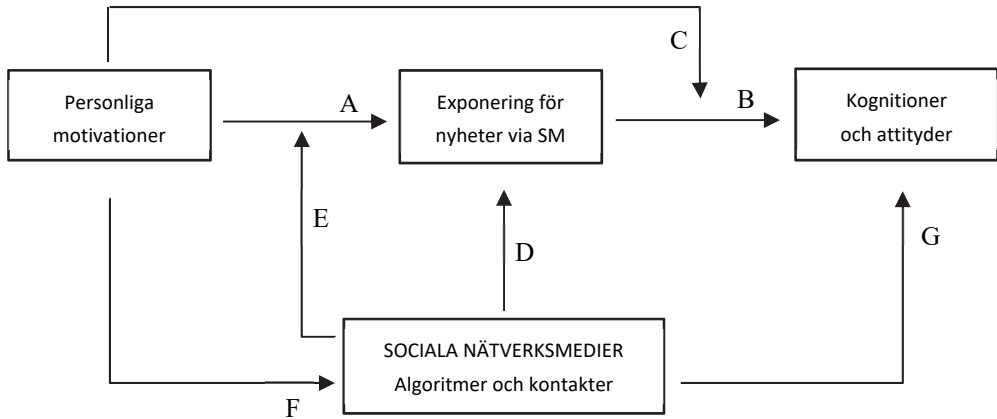 C
Personliga
motivationer
A
Exponering för
nyheter via SM
B
Kognitioner
och attityder
E
D
G
SOCIALA NÄTVERKSMEDIER
Algoritmer och kontakter
F